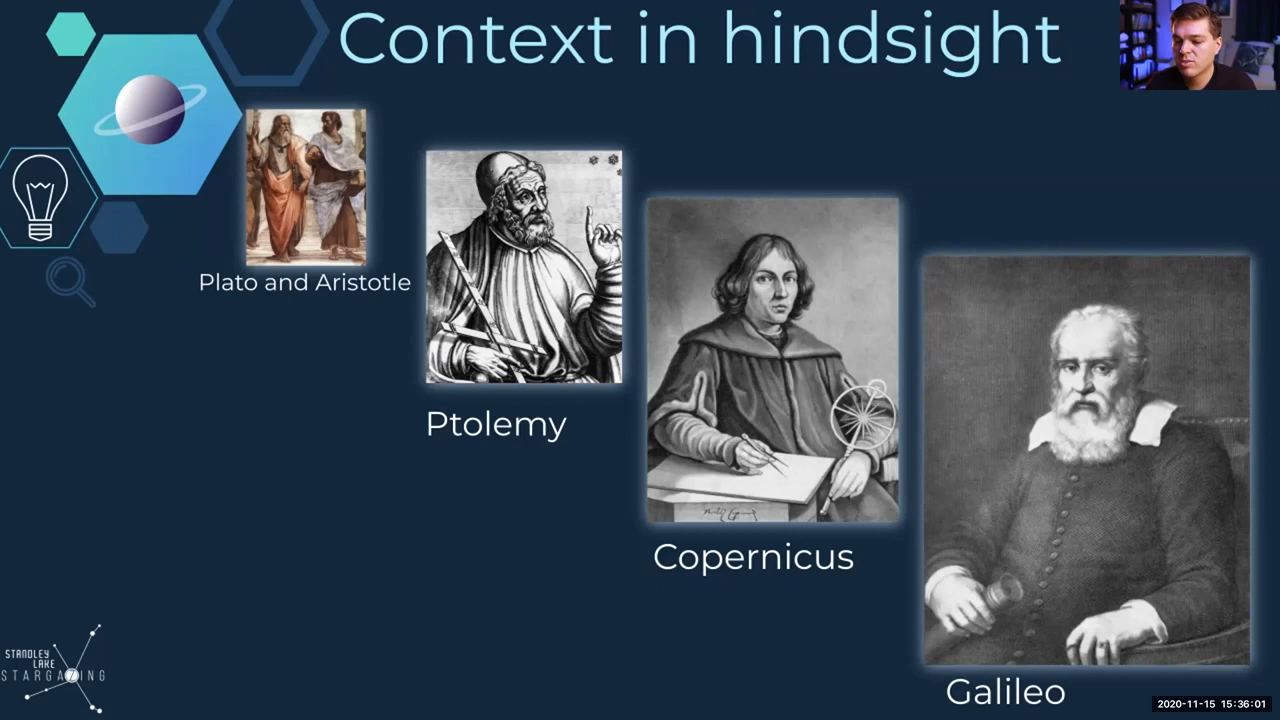 Context in hindsight
Plato and Aristotle
Ptolemy
Copernicus
Galileo
STANDLEY
LAKE
STARGAZING
2020-11-15 15:36:01